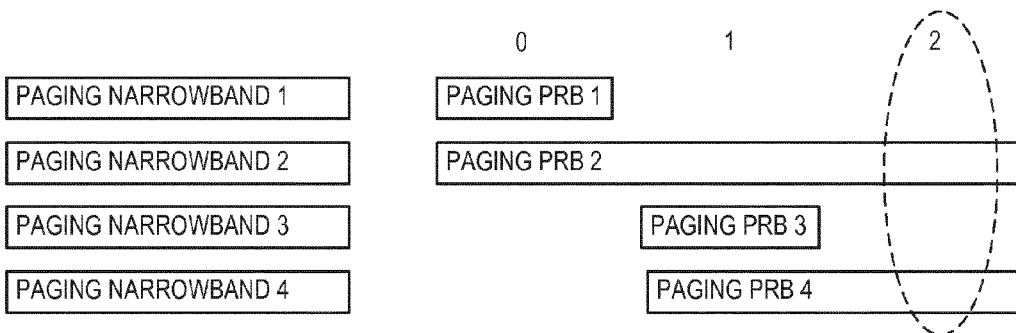 0 1 2
PAGING NARROWBAND 1 PAGING PRB 1
PAGING NARROWBAND 2 PAGING PRB 2
PAGING NARROWBAND 3 PAGING PRB 3
PAGING NARROWBAND 4 PAGING PRB 4